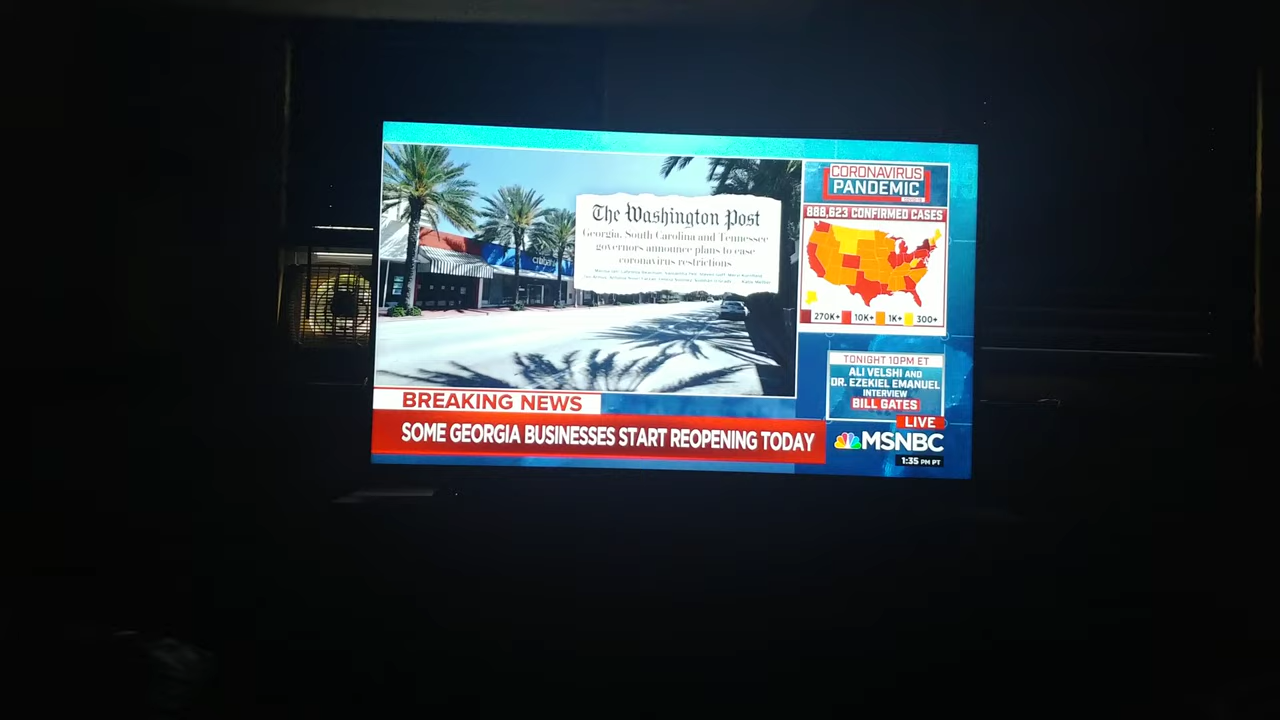 The Washington Post
Georgia, South Carolina and Tennessee
governors announce plans to ease
coronavirus restrictions
CORONAVIRUS
PANDEMIC
888,623 CONFIRMED CASES
270K+ 10K+ 1K+ 300+
TONIGHT 10PM ET
ALI VELSHI AND
DR. EZEKIEL EMANUEL
INTERVIEW
BILL GATES
BREAKING NEWS
SOME GEORGIA BUSINESSES START REOPENING TODAY
LIVE
MSNBC
1:35 PM PT